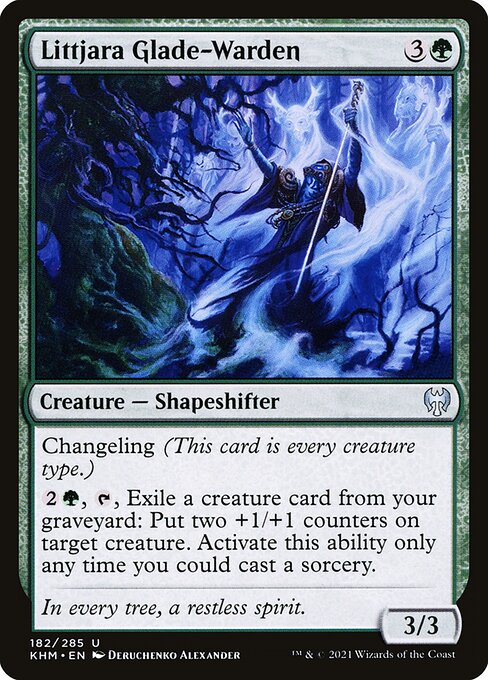 Littjara Glade-Warden 3
Creature — Shapeshifter
Changeling (This card is every creature
type.)
2 , , Exile a creature card from your
graveyard: Put two +1/+1 counters on
target creature. Activate this ability only
any time you could cast a sorcery.
In every tree, a restless spirit.
3/3
182/285 U
KHM • EN Deruchenko Alexander
™ & © 2021 Wizards of the Coast